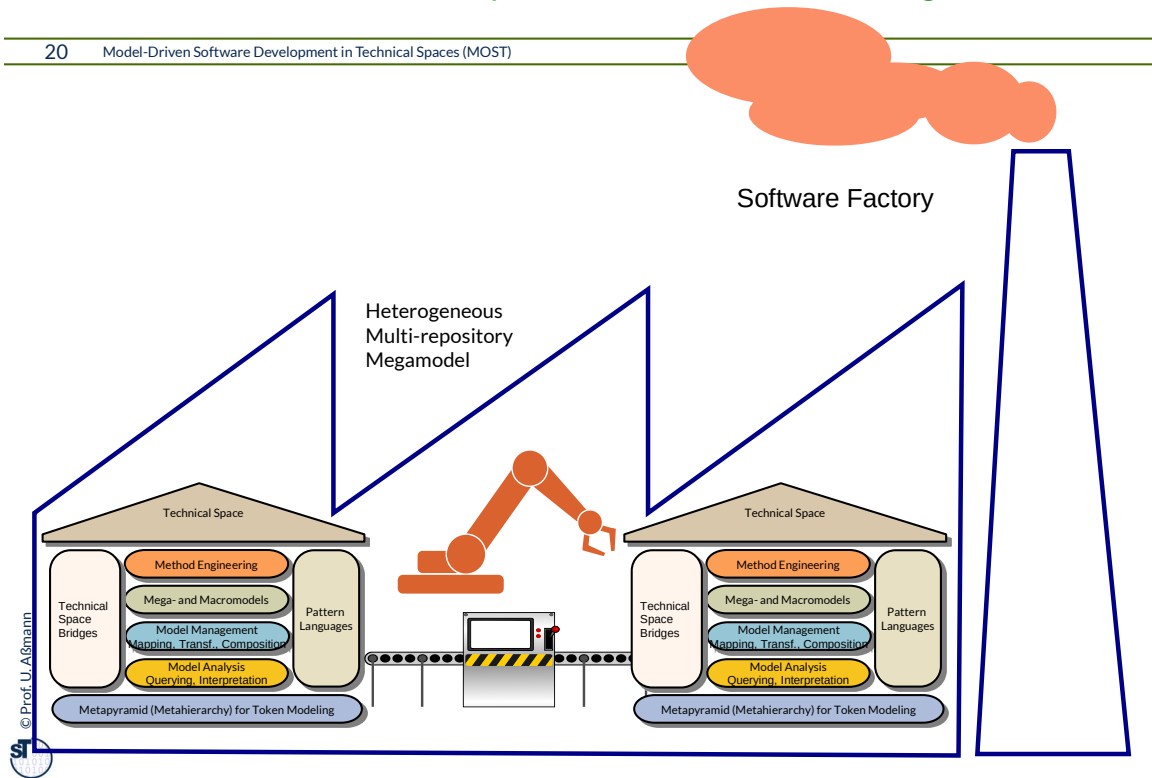 20 Model-Driven Software Development in Technical Spaces (MOST)
Software Factory
Heterogeneous
Multi-repository
Megamodel
Technical Space
Technical
Space
Bridges
Method Engineering
Mega- and Macromodels
Model Management
Mapping, Transf., Composition
Model Analysis
Querying, Interpretation
Pattern
Languages
Metapyramid (Metahierarchy) for Token Modeling
Technical Space
Technical
Space
Bridges
Method Engineering
Mega- and Macromodels
Model Management
Mapping, Transf., Composition
Model Analysis
Querying, Interpretation
Pattern
Languages
Metapyramid (Metahierarchy) for Token Modeling
© Prof. U. Aßmann
ST